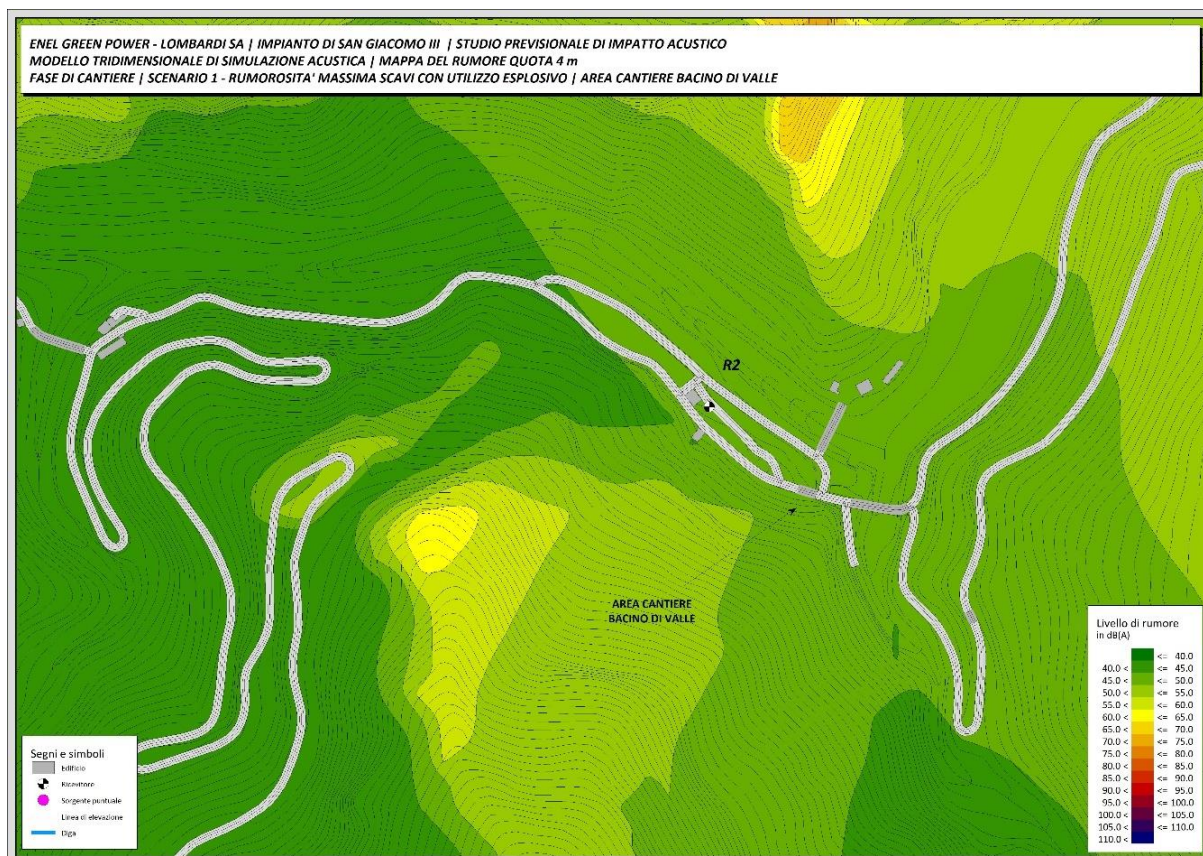 ENEL GREEN POWER - LOMBARDI SA | IMPIANTO DI SAN GIACOMO III | STUDIO PREVISIONALE DI IMPATTO ACUSTICO
MODELLO TRIDIMENSIONALE DI SIMULAZIONE ACUSTICA | MAPPA DEL RUMORE QUOTA 4 m
FASE DI CANTIERE | SCENARIO 1 - RUMOROSITA' MASSIMA SCAVI CON UTILIZZO ESPLOSIVO | AREA CANTIERE BACINO DI VALLE
R2
AREA CANTIERE
BACINO DI VALLE
Segni e simboli
Edificio
Ricevitore
Sorgente puntuale
Linea di elevazione
Diga
Livello di rumore
in dB(A)
<= 40.0
40.0 < <= 45.0
45.0 < <= 50.0
50.0 < <= 55.0
55.0 < <= 60.0
60.0 < <= 65.0
65.0 < <= 70.0
70.0 < <= 75.0
75.0 < <= 80.0
80.0 < <= 85.0
85.0 < <= 90.0
90.0 < <= 95.0
95.0 < <= 100.0
100.0 < <= 105.0
105.0 < <= 110.0
110.0 <